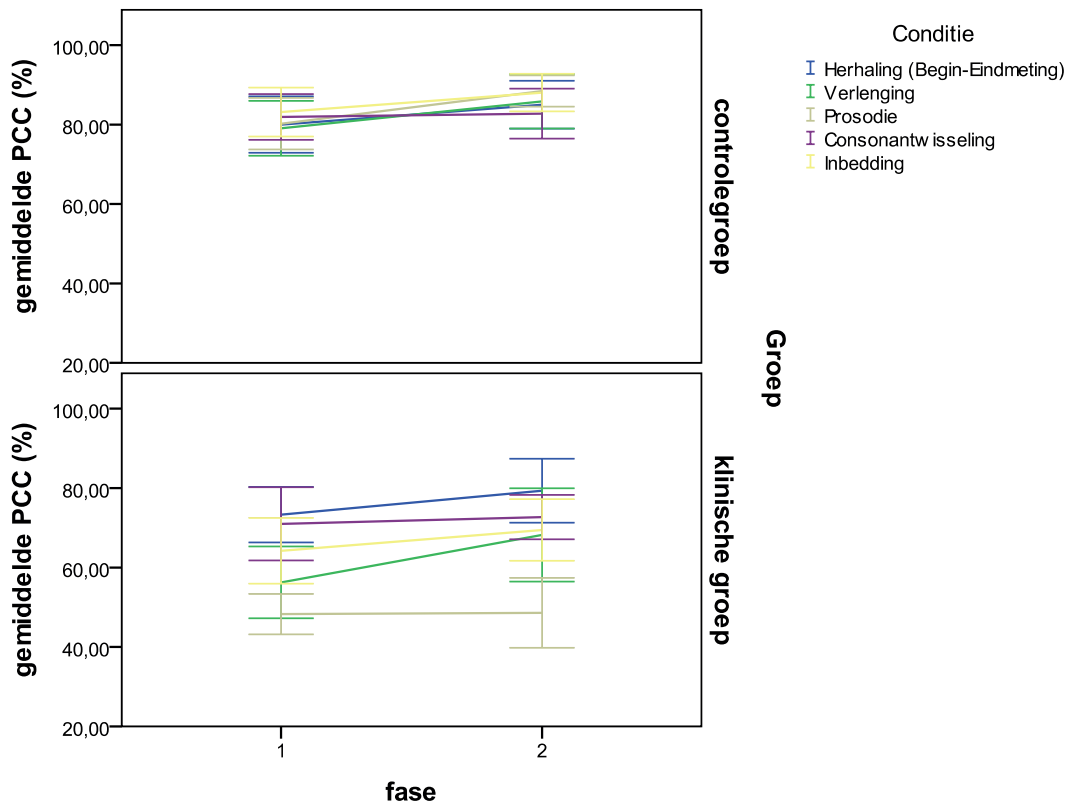 gemiddelde PCC (%)
100,00
80,00
60,00
40,00
20,00
controlegroep
gemiddelde PCC (%)
100,00
80,00
60,00
40,00
20,00
klinische groep
Groep
1
2
fase
Conditie
Herhaling (Begin-Eindmeting)
Verlenging
Prosodie
Consonantwisseling
Inbedding